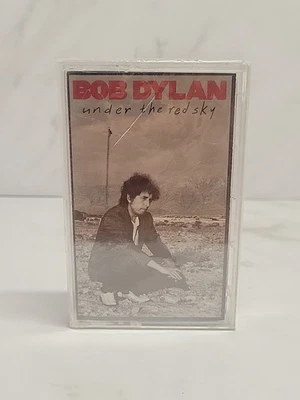 BOB DYLAN
under the red sky